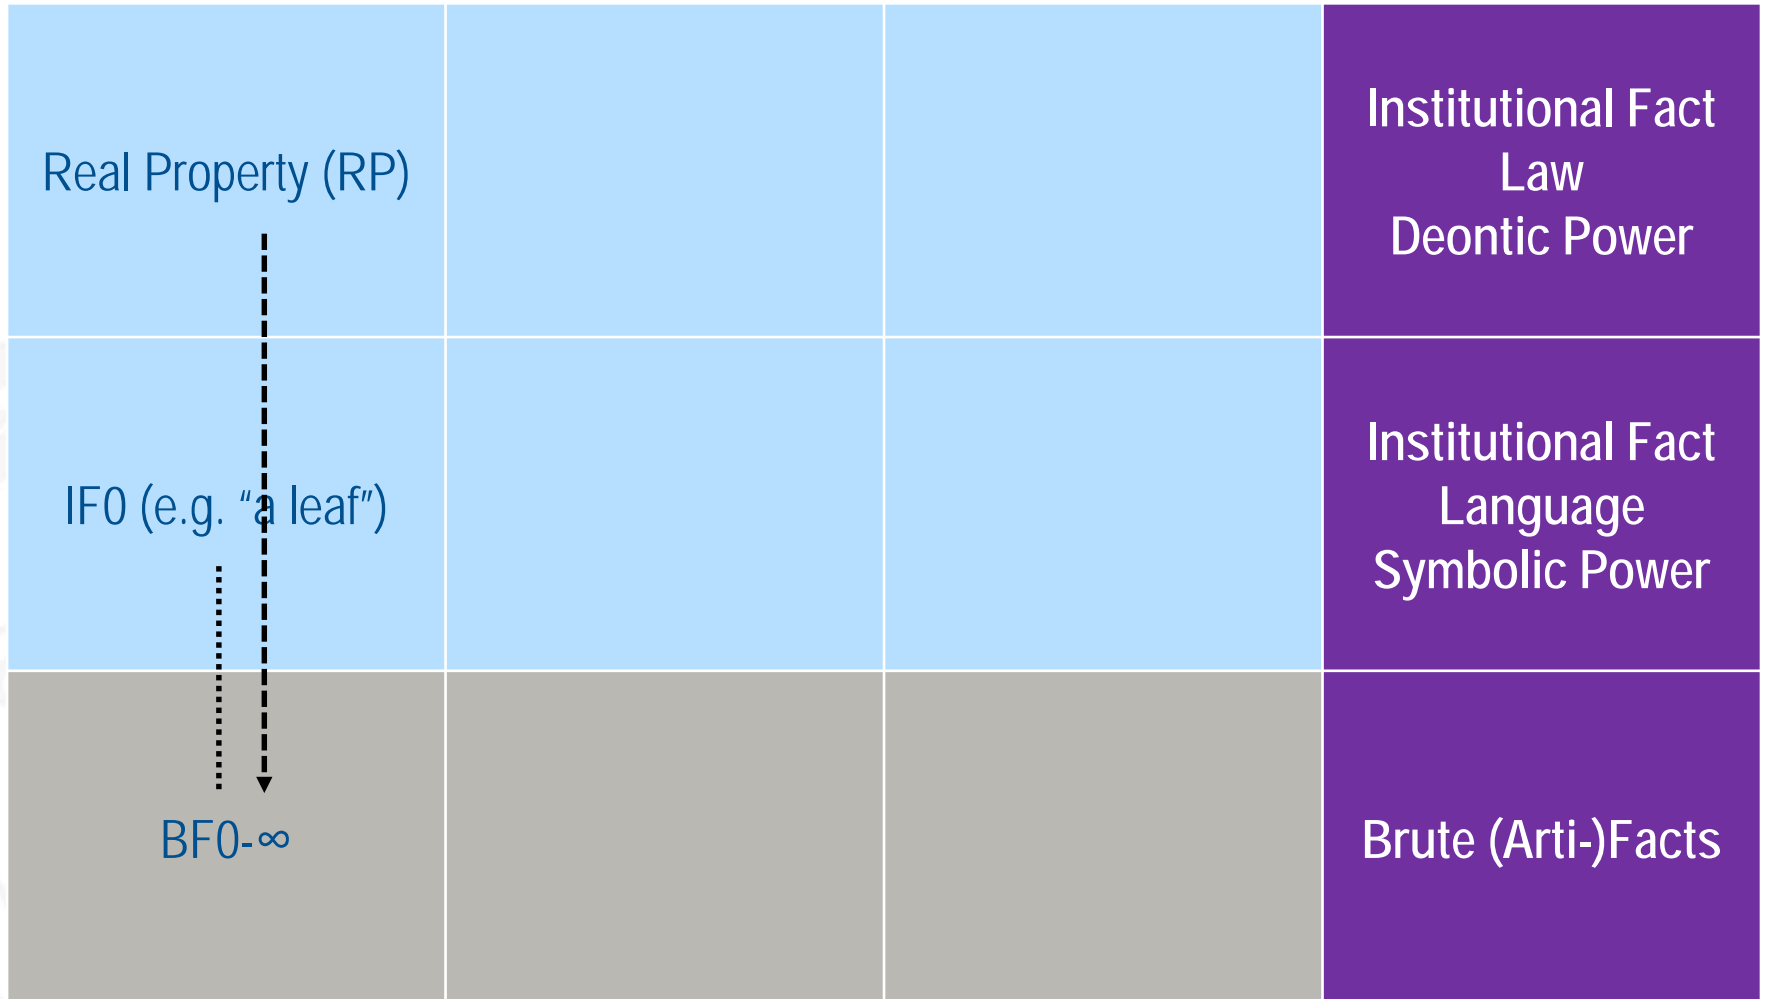 Real Property (RP)
Institutional Fact
Law
Deontic Power
IF0 (e.g. “a leaf”)
Institutional Fact
Language
Symbolic Power
BF0-∞
Brute (Arti-)Facts